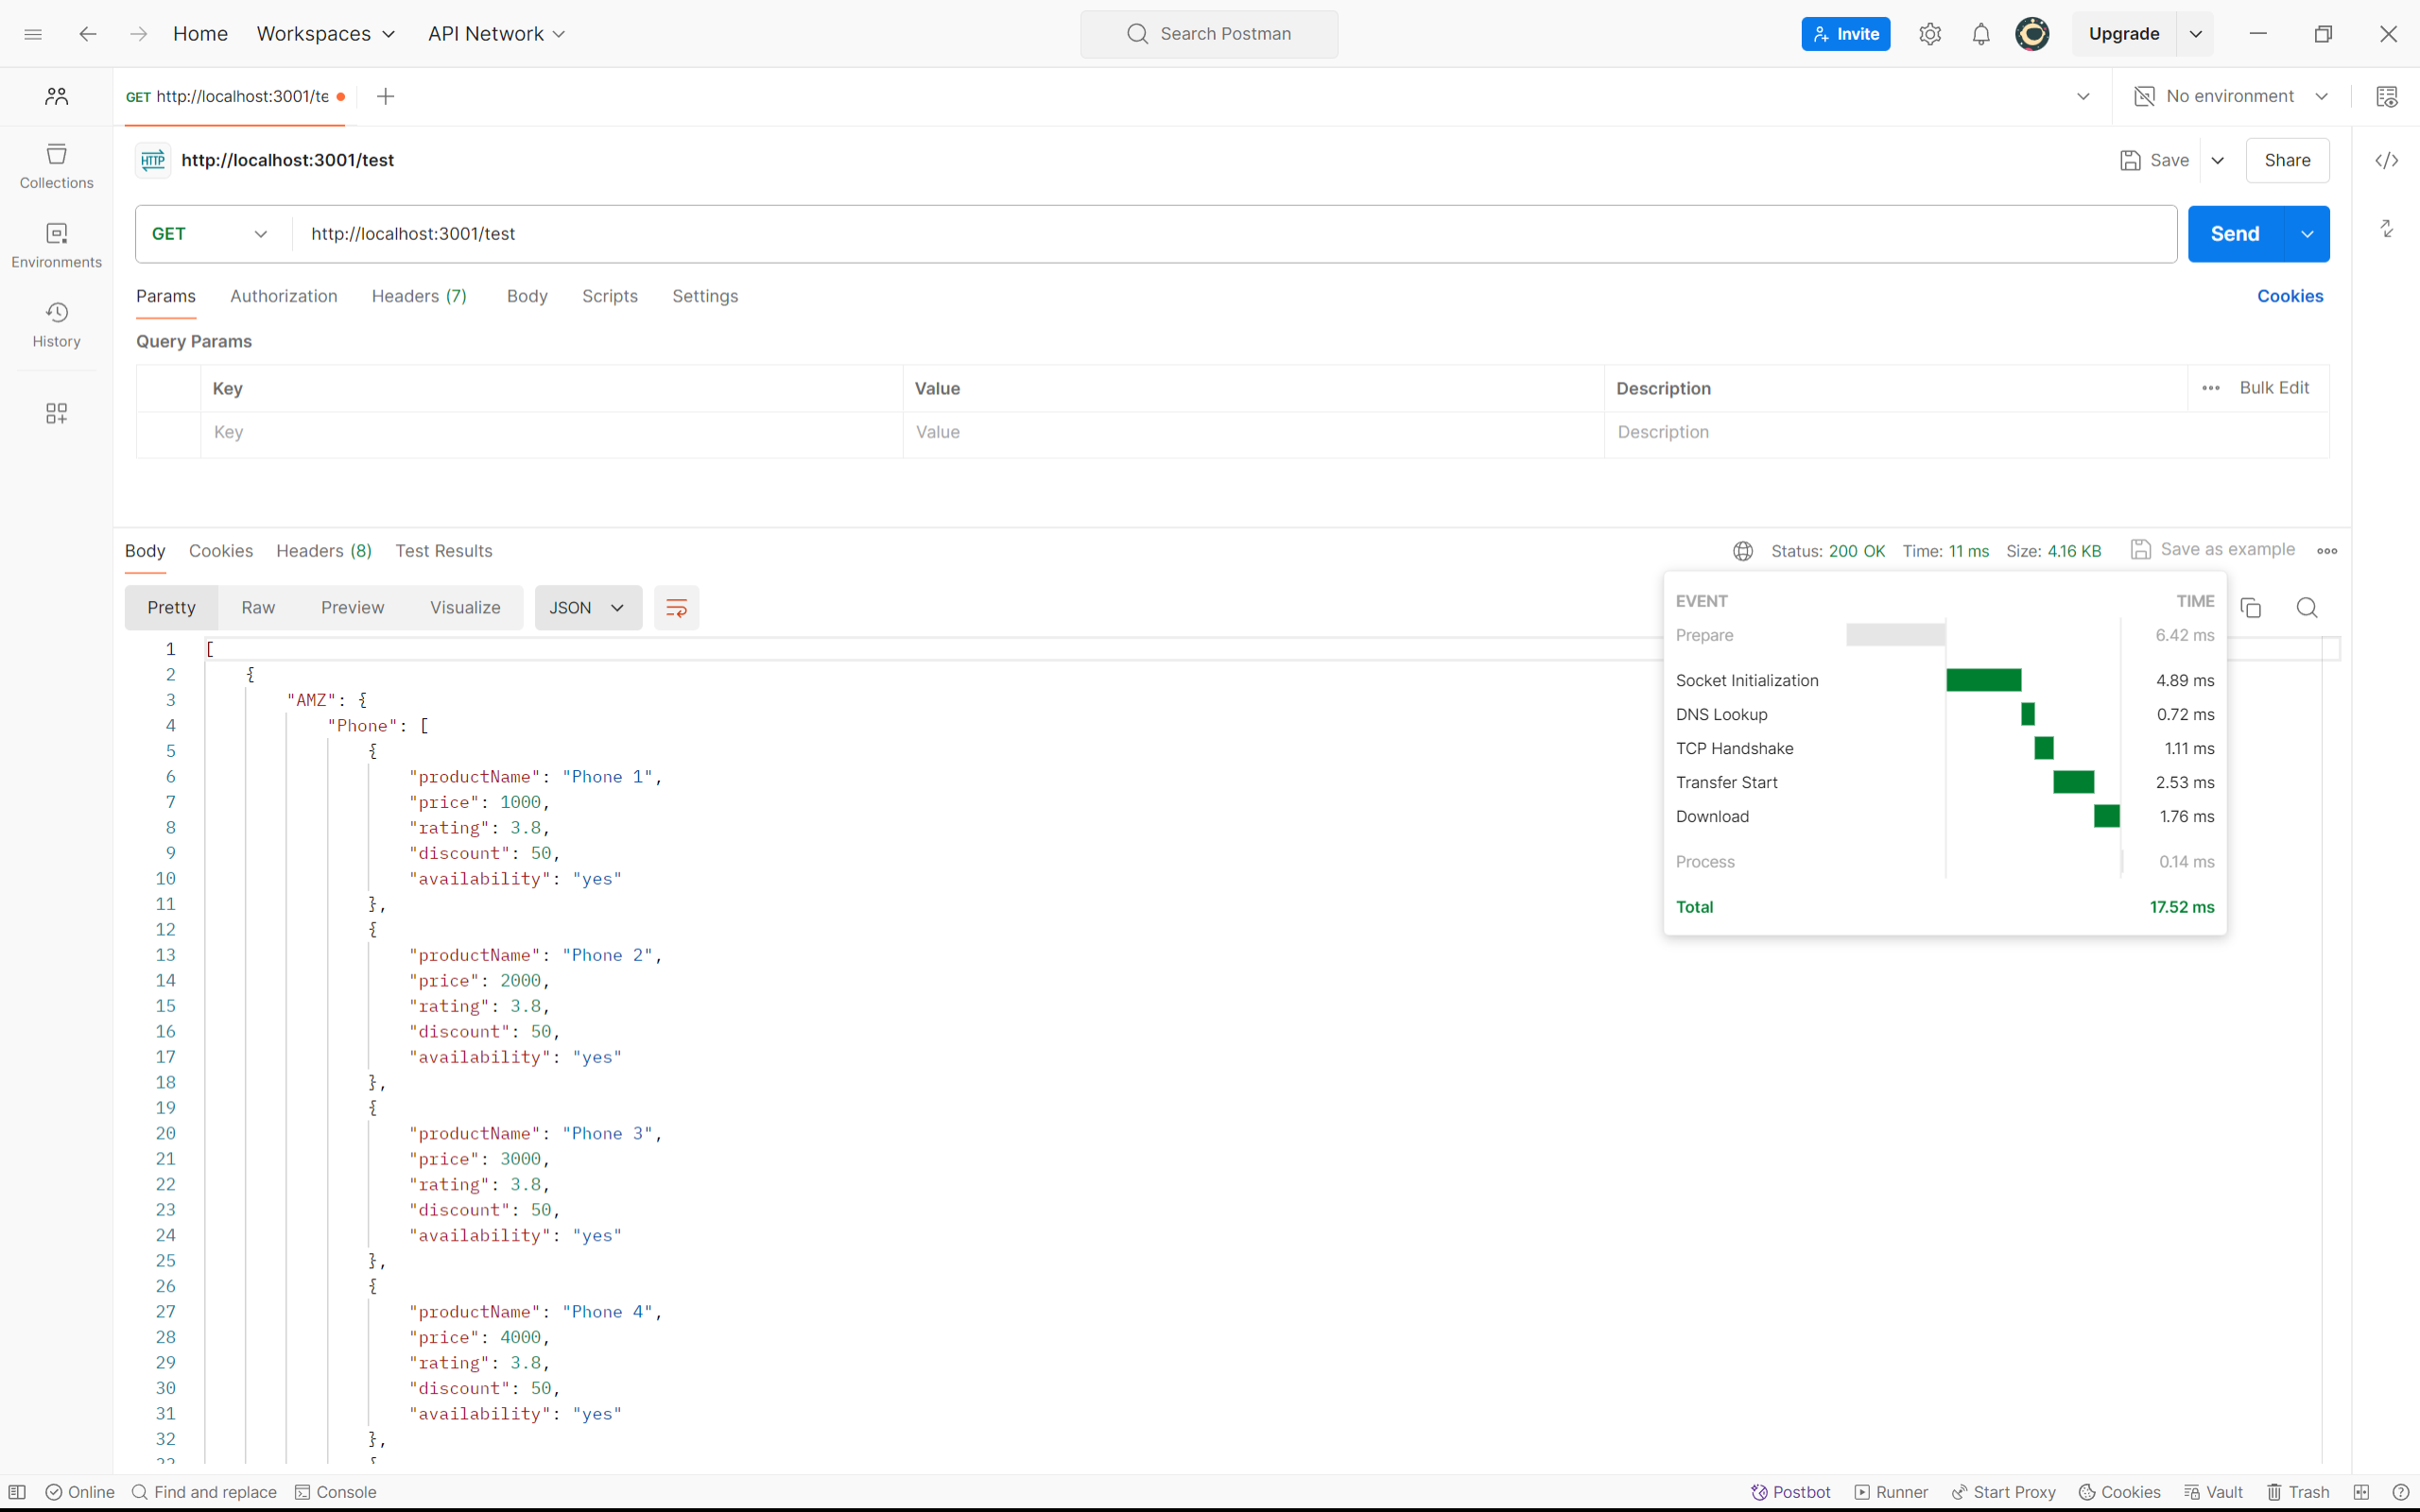 Home Workspaces API Network Search Postman Invite Upgrade
GET http://localhost:3001/te No environment
http://localhost:3001/test Save Share
Collections
Environments
History
GET http://localhost:3001/test Send
Params Authorization Headers (7) Body Scripts Settings Cookies
Query Params
Key Value Description Bulk Edit
Key Value Description
Body Cookies Headers (8) Test Results Status: 200 OK Time: 11 ms Size: 4.16 KB Save as example
Pretty Raw Preview Visualize JSON
EVENT TIME
Prepare 6.42 ms
Socket Initialization 4.89 ms
DNS Lookup 0.72 ms
TCP Handshake 1.11 ms
Transfer Start 2.53 ms
Download 1.76 ms
Process 0.14 ms
Total 17.52 ms
1 [
2 {
3 "AMZ": {
4 "Phone": [
5 {
6 "productName": "Phone 1",
7 "price": 1000,
8 "rating": 3.8,
9 "discount": 50,
10 "availability": "yes"
11 },
12 {
13 "productName": "Phone 2",
14 "price": 2000,
15 "rating": 3.8,
16 "discount": 50,
17 "availability": "yes"
18 },
19 {
20 "productName": "Phone 3",
21 "price": 3000,
22 "rating": 3.8,
23 "discount": 50,
24 "availability": "yes"
25 },
26 {
27 "productName": "Phone 4",
28 "price": 4000,
29 "rating": 3.8,
30 "discount": 50,
31 "availability": "yes"
32 },
Online Find and replace Console Postbot Runner Start Proxy Cookies Vault Trash